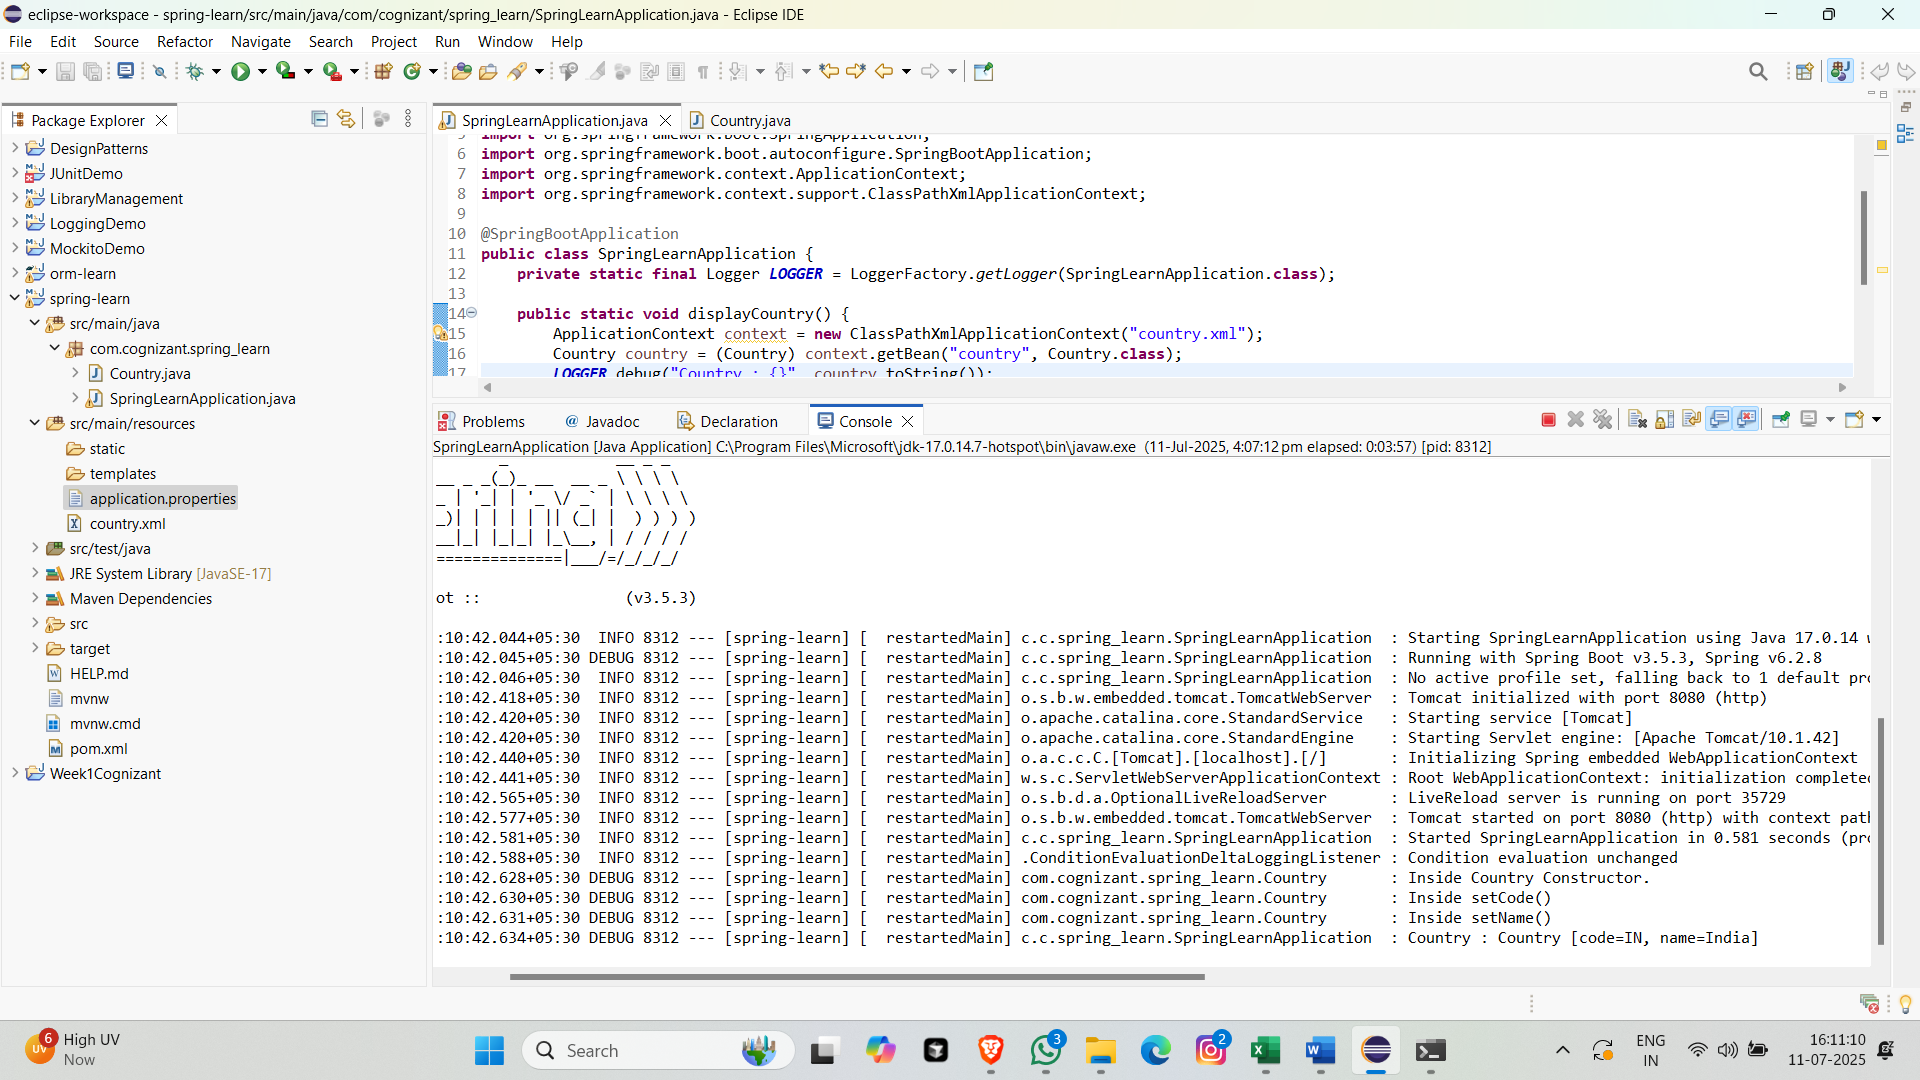 eclipse-workspace - spring-learn/src/main/java/com/cognizant/spring_learn/SpringLearnApplication.java - Eclipse IDE
File Edit Source Refactor Navigate Search Project Run Window Help
Package Explorer
DesignPatterns
JUnitDemo
LibraryManagement
LoggingDemo
MockitoDemo
orm-learn
spring-learn
src/main/java
com.cognizant.spring_learn
Country.java
SpringLearnApplication.java
src/main/resources
static
templates
application.properties
country.xml
src/test/java
JRE System Library [JavaSE-17]
Maven Dependencies
src
target
HELP.md
mvnw
mvnw.cmd
pom.xml
Week1Cognizant
SpringLearnApplication.java Country.java
5 import org.springframework.boot.SpringApplication;
6 import org.springframework.boot.autoconfigure.SpringBootApplication;
7 import org.springframework.context.ApplicationContext;
8 import org.springframework.context.support.ClassPathXmlApplicationContext;
9
10 @SpringBootApplication
11 public class SpringLearnApplication {
12 private static final Logger LOGGER = LoggerFactory.getLogger(SpringLearnApplication.class);
13
14 public static void displayCountry() {
15 ApplicationContext context = new ClassPathXmlApplicationContext("country.xml");
16 Country country = (Country) context.getBean("country", Country.class);
17 LOGGER.debug("Country : {}", country.toString());
Problems @ Javadoc Declaration Console
SpringLearnApplication [Java Application] C:\Program Files\Microsoft\jdk-17.0.14.7-hotspot\bin\javaw.exe (11-Jul-2025, 4:07:12 pm elapsed: 0:03:57) [pid: 8312]
ot :: (v3.5.3)
:10:42.044+05:30 INFO 8312 --- [spring-learn] [ restartedMain] c.c.spring_learn.SpringLearnApplication : Starting SpringLearnApplication using Java 17.0.14 w
:10:42.045+05:30 DEBUG 8312 --- [spring-learn] [ restartedMain] c.c.spring_learn.SpringLearnApplication : Running with Spring Boot v3.5.3, Spring v6.2.8
:10:42.046+05:30 INFO 8312 --- [spring-learn] [ restartedMain] c.c.spring_learn.SpringLearnApplication : No active profile set, falling back to 1 default pro
:10:42.418+05:30 INFO 8312 --- [spring-learn] [ restartedMain] o.s.b.w.embedded.tomcat.TomcatWebServer : Tomcat initialized with port 8080 (http)
:10:42.420+05:30 INFO 8312 --- [spring-learn] [ restartedMain] o.apache.catalina.core.StandardService : Starting service [Tomcat]
:10:42.420+05:30 INFO 8312 --- [spring-learn] [ restartedMain] o.apache.catalina.core.StandardEngine : Starting Servlet engine: [Apache Tomcat/10.1.42]
:10:42.440+05:30 INFO 8312 --- [spring-learn] [ restartedMain] o.a.c.c.C.[Tomcat].[localhost].[/] : Initializing Spring embedded WebApplicationContext
:10:42.441+05:30 INFO 8312 --- [spring-learn] [ restartedMain] w.s.c.ServletWebServerApplicationContext : Root WebApplicationContext: initialization completed
:10:42.565+05:30 INFO 8312 --- [spring-learn] [ restartedMain] o.s.b.d.a.OptionalLiveReloadServer : LiveReload server is running on port 35729
:10:42.577+05:30 INFO 8312 --- [spring-learn] [ restartedMain] o.s.b.w.embedded.tomcat.TomcatWebServer : Tomcat started on port 8080 (http) with context path
:10:42.581+05:30 INFO 8312 --- [spring-learn] [ restartedMain] c.c.spring_learn.SpringLearnApplication : Started SpringLearnApplication in 0.581 seconds (pro
:10:42.588+05:30 INFO 8312 --- [spring-learn] [ restartedMain] .ConditionEvaluationDeltaLoggingListener : Condition evaluation unchanged
:10:42.628+05:30 DEBUG 8312 --- [spring-learn] [ restartedMain] com.cognizant.spring_learn.Country : Inside Country Constructor.
:10:42.630+05:30 DEBUG 8312 --- [spring-learn] [ restartedMain] com.cognizant.spring_learn.Country : Inside setCode()
:10:42.631+05:30 DEBUG 8312 --- [spring-learn] [ restartedMain] com.cognizant.spring_learn.Country : Inside setName()
:10:42.634+05:30 DEBUG 8312 --- [spring-learn] [ restartedMain] c.c.spring_learn.SpringLearnApplication : Country : Country [code=IN, name=India]
6
UV
High UV
Now
Search
3
2
ENG
IN
16:11:10
11-07-2025